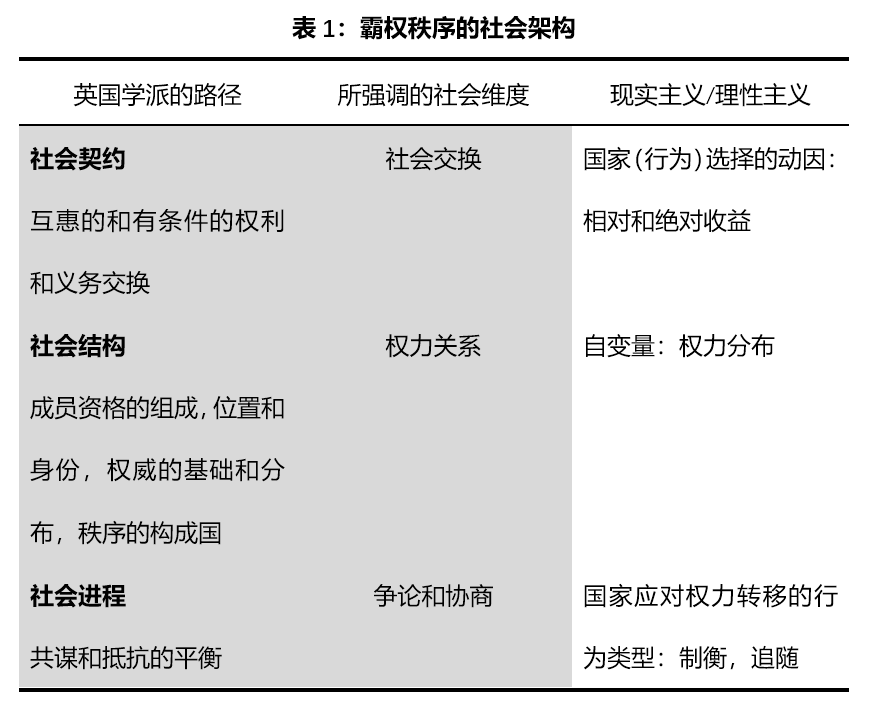 表 1：霸权秩序的社会架构
英国学派的路径 所强调的社会维度 现实主义/理性主义
社会契约 社会交换 国家(行为)选择的动因：
互惠的和有条件的权利 相对和绝对收益
和义务交换
社会结构 权力关系 自变量：权力分布
成员资格的组成，位置和
身份，权威的基础和分
布，秩序的构成国
社会进程 争论和协商 国家应对权力转移的行
共谋和抵抗的平衡 为类型：制衡，追随